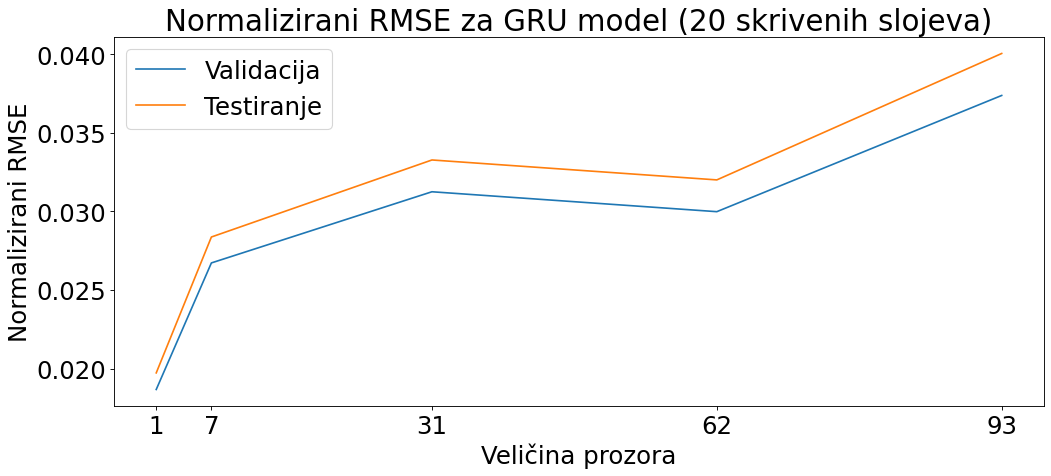 Normalizirani RMSE za GRU model (20 skrivenih slojeva)
Validacija
Testiranje
Normalizirani RMSE
0.040
0.035
0.030
0.025
0.020
1 7 31 62 93
Veličina prozora